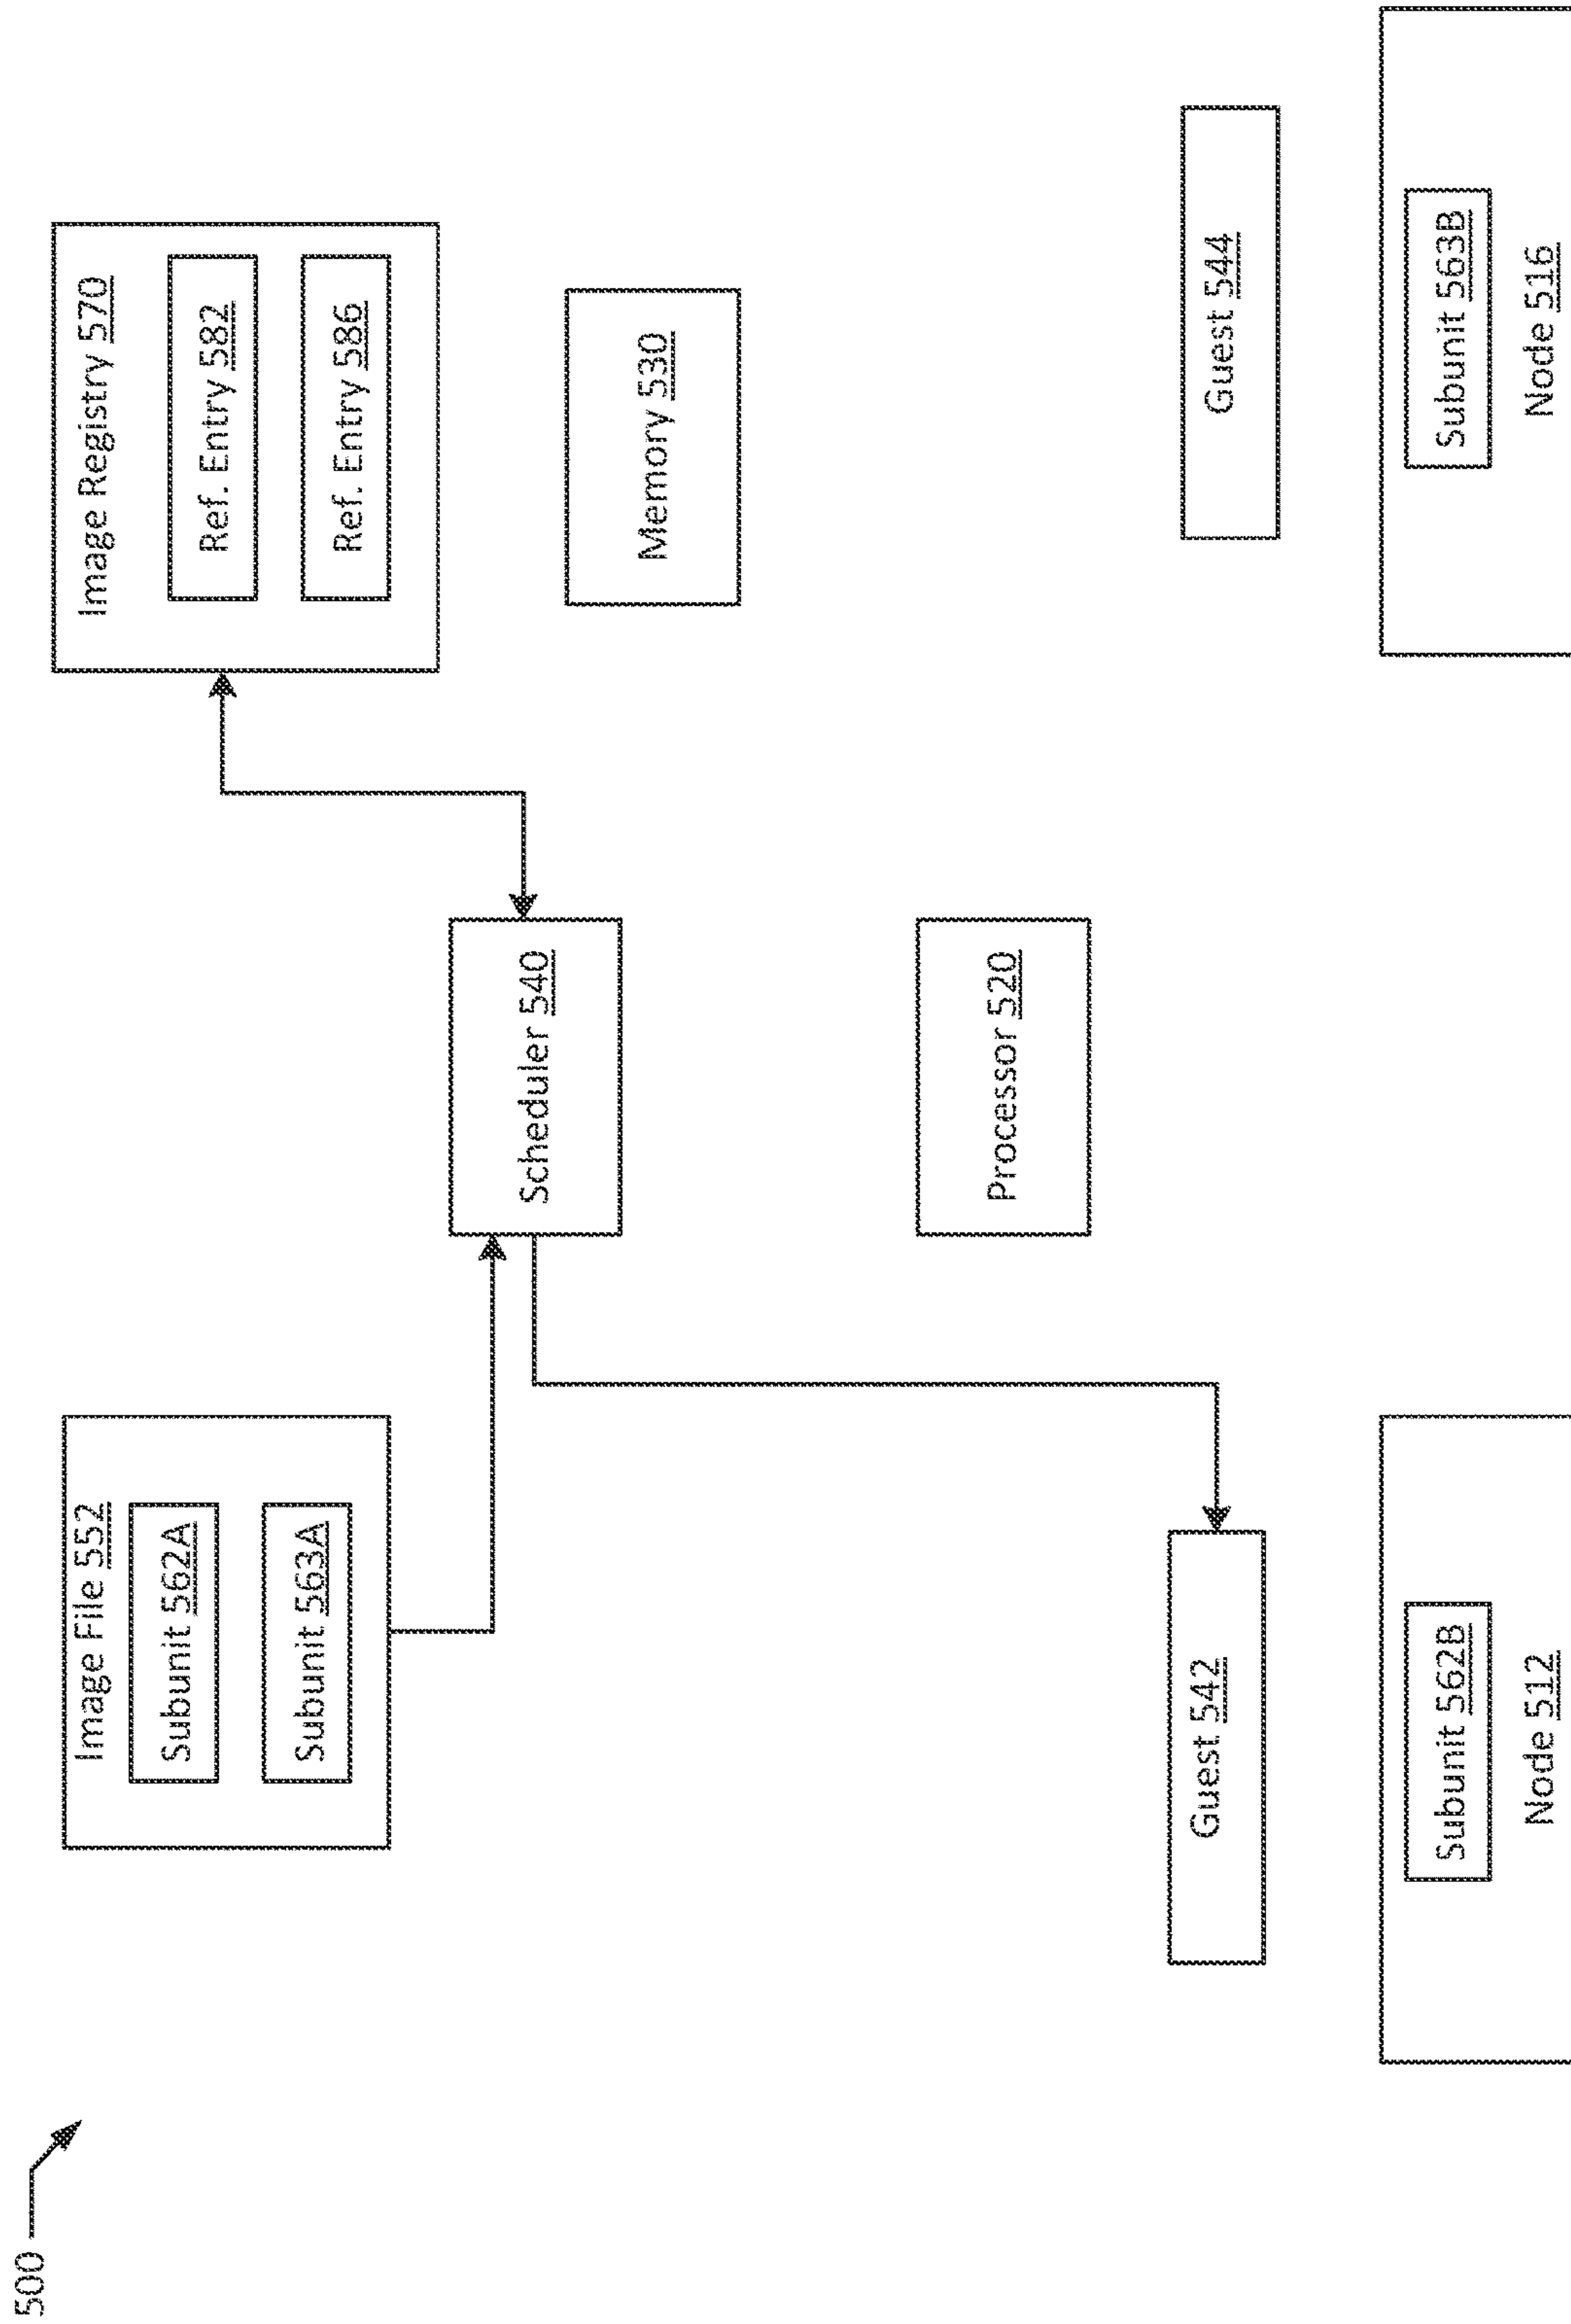 500
Image File 552
Subunit 562A
Subunit 563A
Image Registry 570
Ref. Entry 582
Ref. Entry 586
Scheduler 540
Memory 530
Processor 520
Guest 542
Guest 544
Subunit 562B
Node 512
Subunit 563B
Node 516